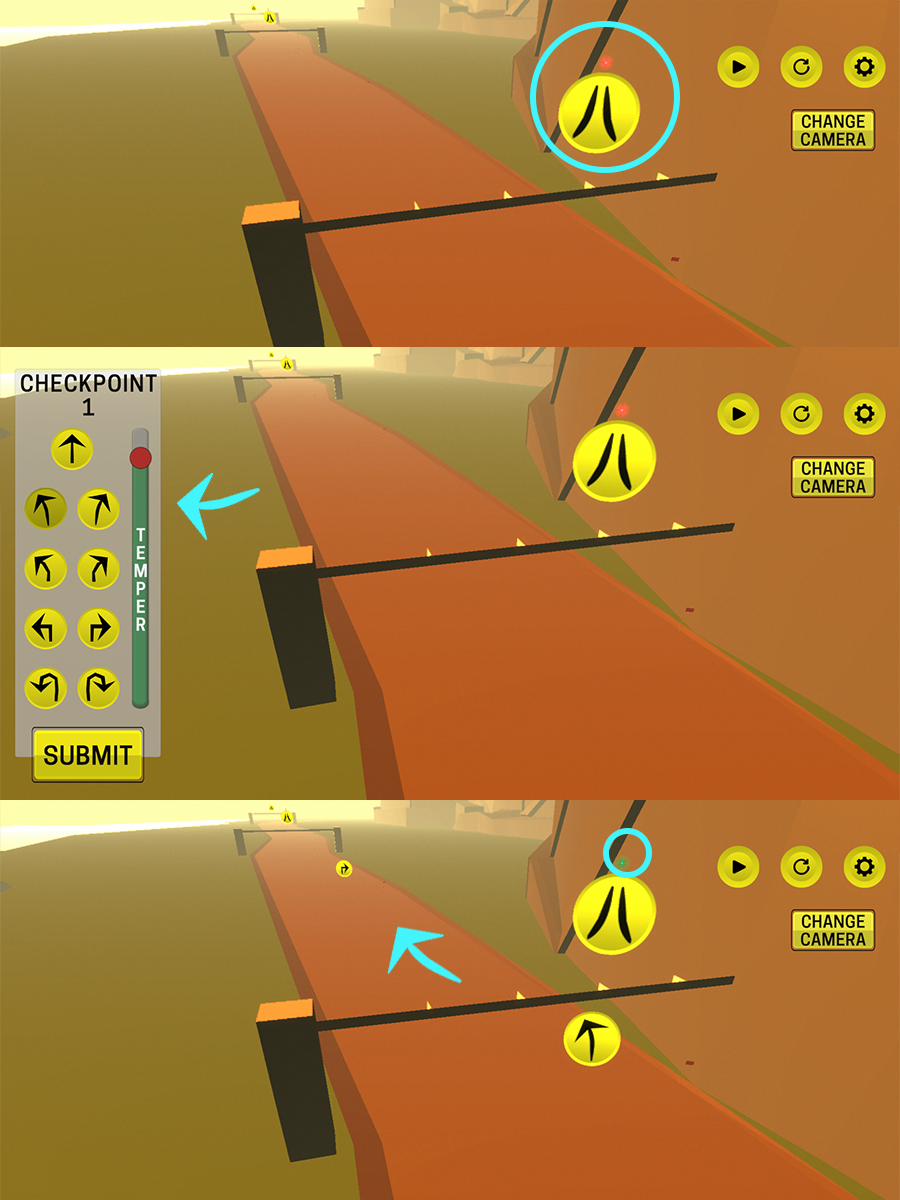 CHANGE
CAMERA
CHECKPOINT
1
TEMPER
SUBMIT
CHANGE
CAMERA
CHANGE
CAMERA